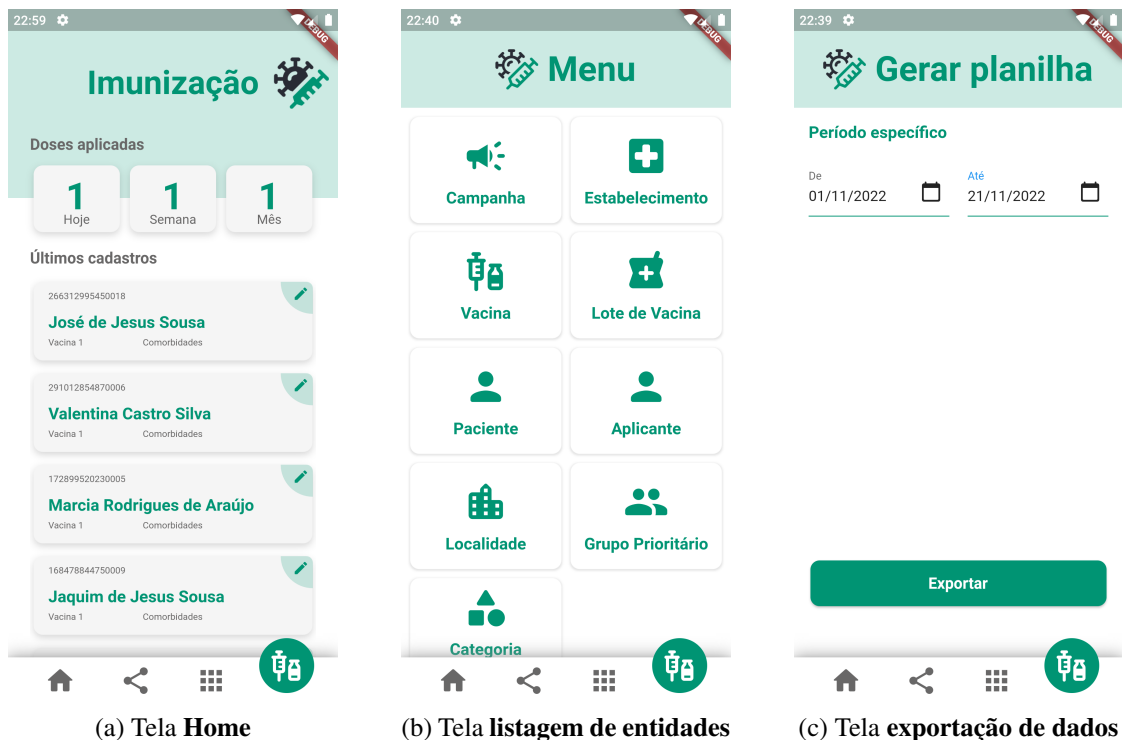 22:59
DEBUG
Imunização
Doses aplicadas
1
Hoje
1
Semana
1
Mês
Últimos cadastros
266312995450018
José de Jesus Sousa
Vacina 1 Comorbidades
291012854870006
Valentina Castro Silva
Vacina 1 Comorbidades
172899520230005
Marcia Rodrigues de Araújo
Vacina 1 Comorbidades
168478844750009
Jaquim de Jesus Sousa
Vacina 1 Comorbidades
(a) Tela Home
22:40
DEBUG
Menu
Campanha
Estabelecimento
Vacina
Lote de Vacina
Paciente
Aplicante
Localidade
Grupo Prioritário
Categoria
(b) Tela listagem de entidades
22:39
DEBUG
Gerar planilha
Período específico
De
01/11/2022
Até
21/11/2022
Exportar
(c) Tela exportação de dados